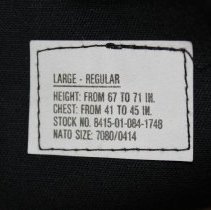 LARGE - REGULAR
HEIGHT: FROM 67 TO 71 IN.
CHEST: FROM 41 TO 45 IN.
STOCK NO. 8415-01-084-1748
NATO SIZE: 7080/0414